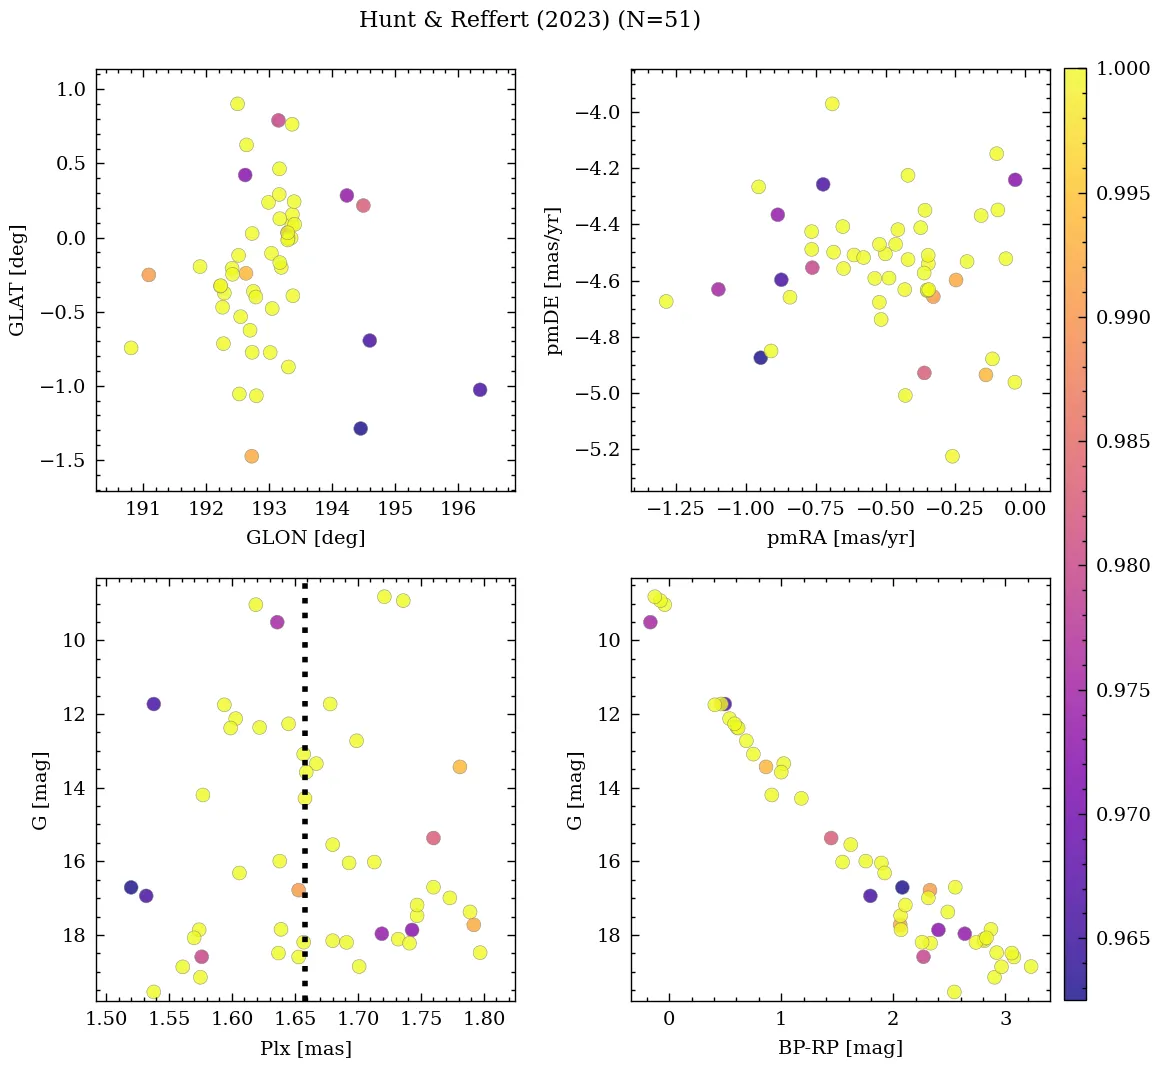 Hunt & Reffert (2023) (N=51)
1.0
0.5
0.0
−0.5
−1.0
−1.5
GLAT [deg]
191 192 193 194 195 196
GLON [deg]
−4.0
−4.2
−4.4
−4.6
−4.8
−5.0
−5.2
pmDE [mas/yr]
−1.25 −1.00 −0.75 −0.50 −0.25 0.00
pmRA [mas/yr]
10
12
14
16
18
G [mag]
1.50 1.55 1.60 1.65 1.70 1.75 1.80
Plx [mas]
10
12
14
16
18
G [mag]
0 1 2 3
BP-RP [mag]
1.000
0.995
0.990
0.985
0.980
0.975
0.970
0.965